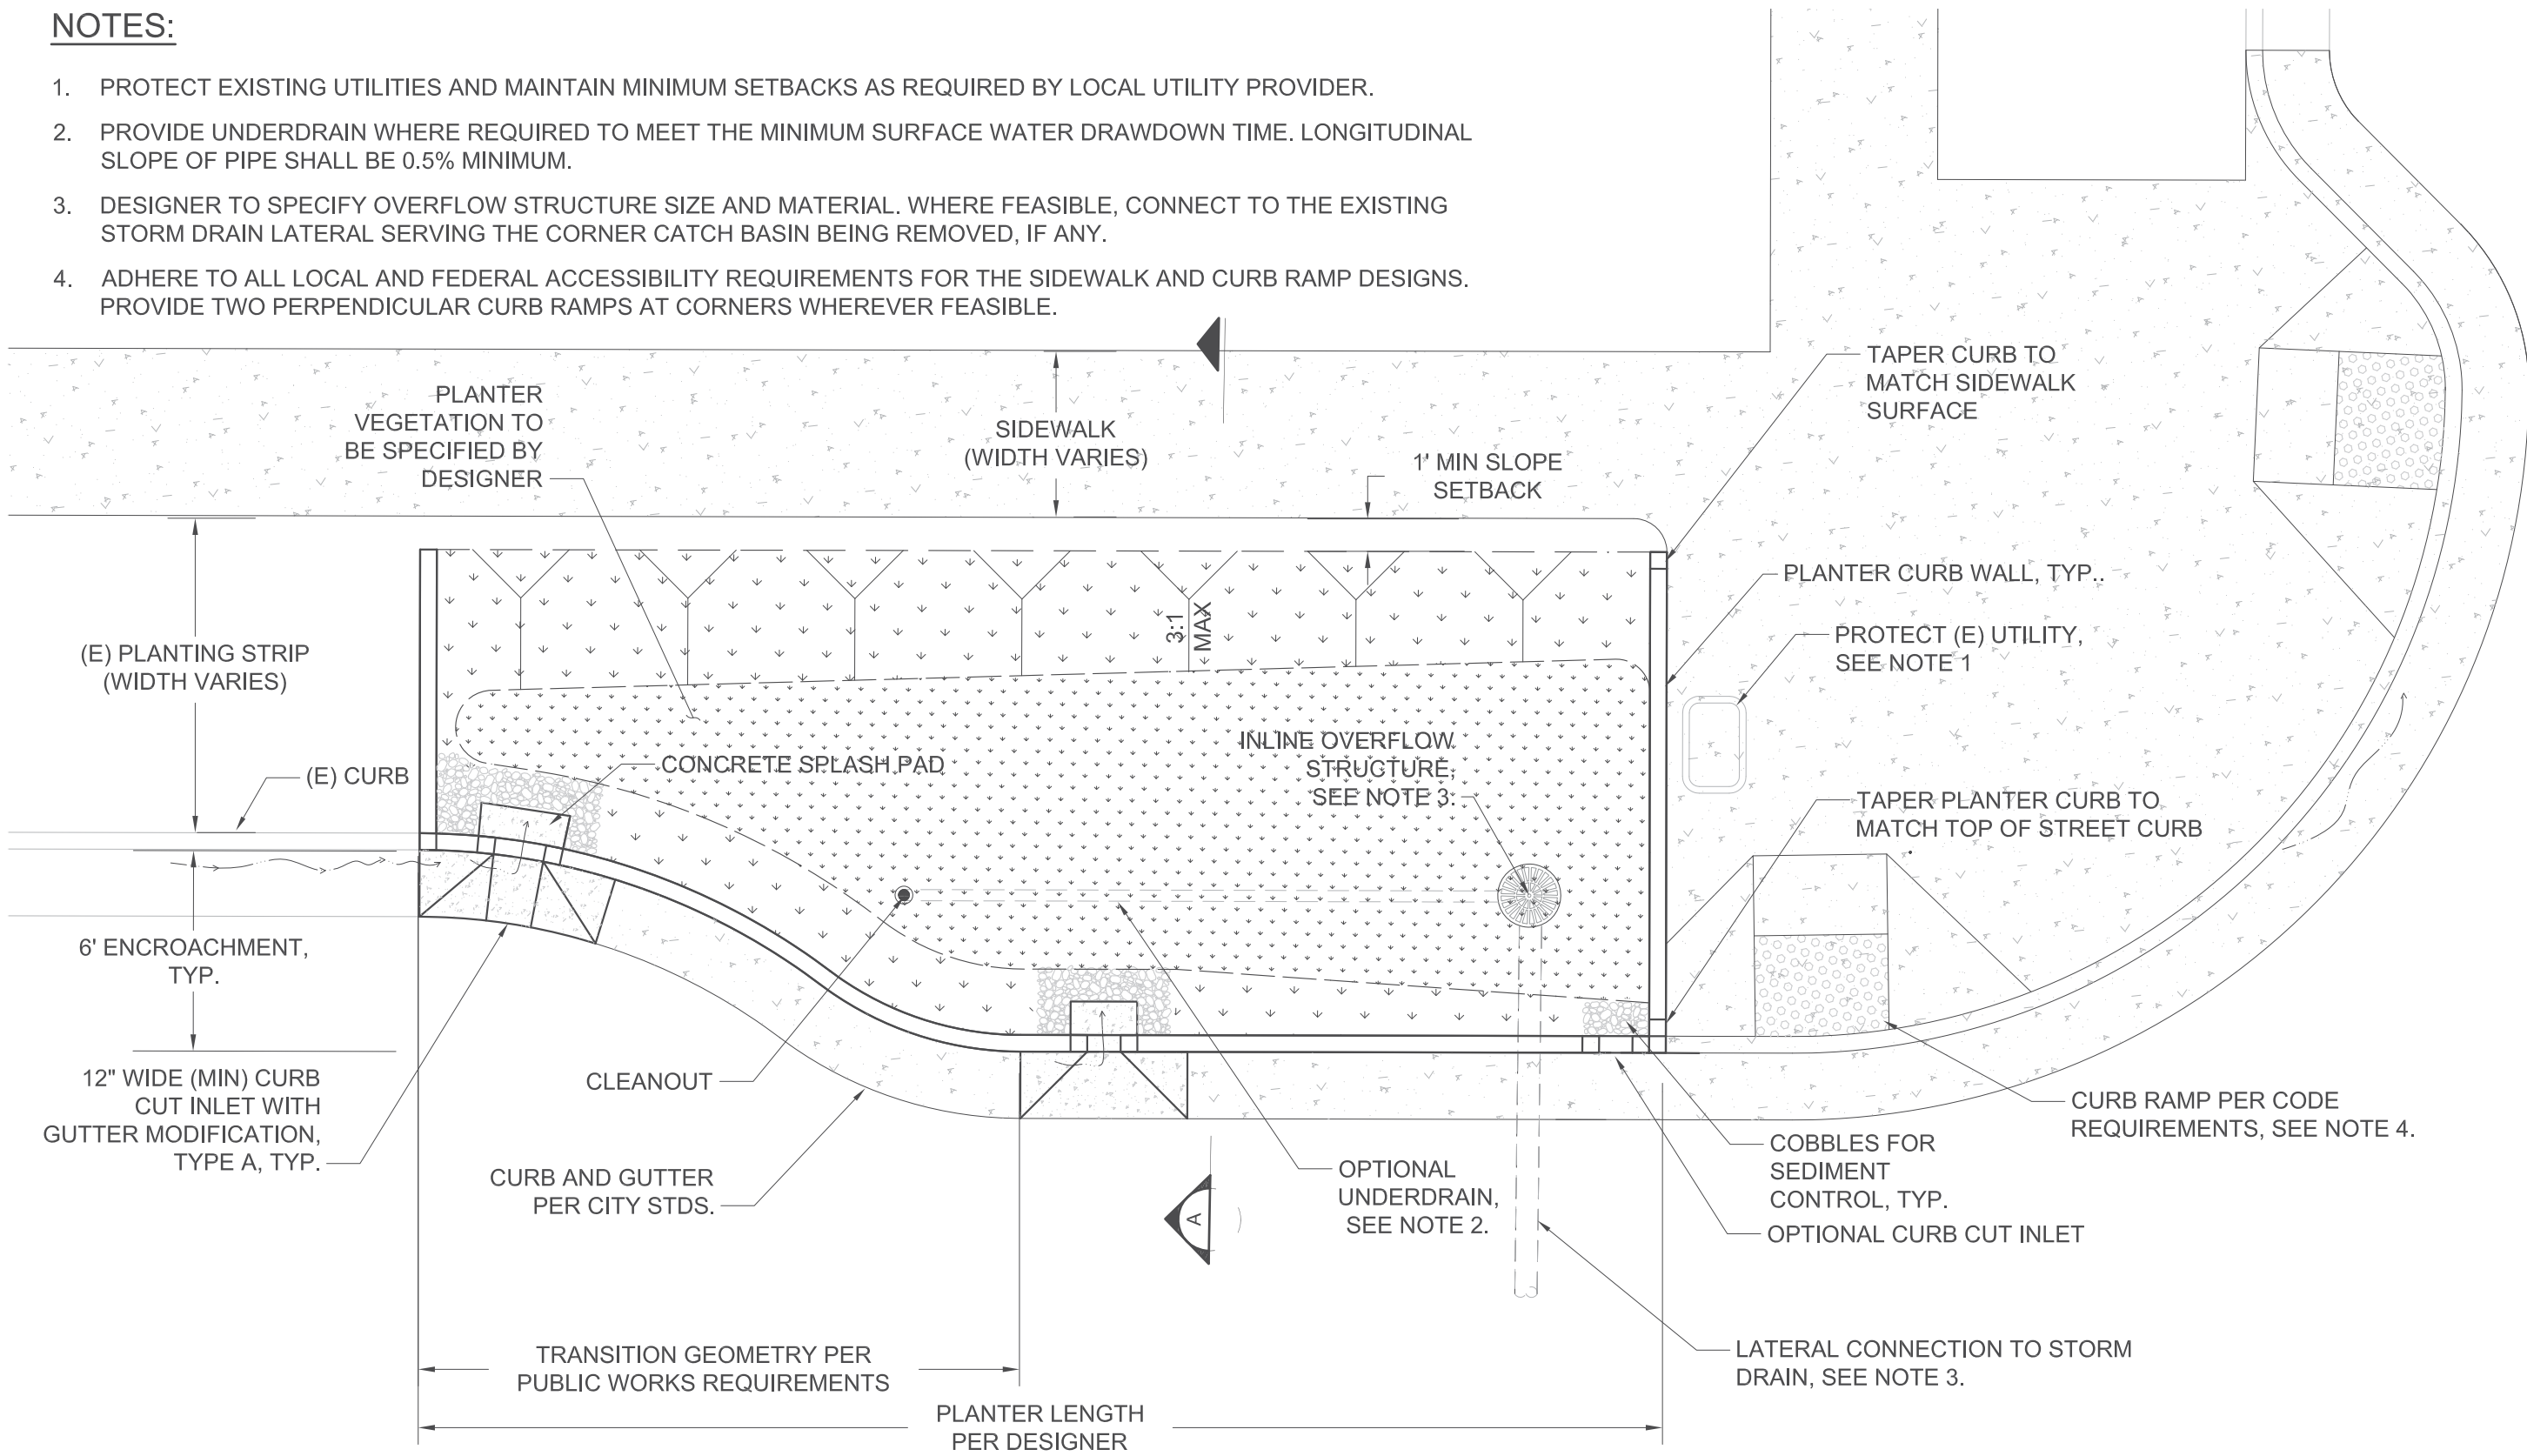 NOTES:
1. PROTECT EXISTING UTILITIES AND MAINTAIN MINIMUM SETBACKS AS REQUIRED BY LOCAL UTILITY PROVIDER.
2. PROVIDE UNDERDRAIN WHERE REQUIRED TO MEET THE MINIMUM SURFACE WATER DRAWDOWN TIME. LONGITUDINAL
SLOPE OF PIPE SHALL BE 0.5% MINIMUM.
3. DESIGNER TO SPECIFY OVERFLOW STRUCTURE SIZE AND MATERIAL. WHERE FEASIBLE, CONNECT TO THE EXISTING
STORM DRAIN LATERAL SERVING THE CORNER CATCH BASIN BEING REMOVED, IF ANY.
4. ADHERE TO ALL LOCAL AND FEDERAL ACCESSIBILITY REQUIREMENTS FOR THE SIDEWALK AND CURB RAMP DESIGNS.
PROVIDE TWO PERPENDICULAR CURB RAMPS AT CORNERS WHEREVER FEASIBLE.
PLANTER
VEGETATION TO
BE SPECIFIED BY
DESIGNER
SIDEWALK
(WIDTH VARIES)
1' MIN SLOPE
SETBACK
TAPER CURB TO
MATCH SIDEWALK
SURFACE
PLANTER CURB WALL, TYP..
PROTECT (E) UTILITY,
SEE NOTE 1
3:1
MAX
(E) PLANTING STRIP
(WIDTH VARIES)
(E) CURB
CONCRETE SPLASH PAD
INLINE OVERFLOW
STRUCTURE,
SEE NOTE 3.
TAPER PLANTER CURB TO
MATCH TOP OF STREET CURB
6' ENCROACHMENT,
TYP.
12" WIDE (MIN) CURB
CUT INLET WITH
GUTTER MODIFICATION,
TYPE A, TYP.
CLEANOUT
CURB AND GUTTER
PER CITY STDS.
A
OPTIONAL
UNDERDRAIN,
SEE NOTE 2.
CURB RAMP PER CODE
REQUIREMENTS, SEE NOTE 4.
COBBLES FOR
SEDIMENT
CONTROL, TYP.
OPTIONAL CURB CUT INLET
LATERAL CONNECTION TO STORM
DRAIN, SEE NOTE 3.
TRANSITION GEOMETRY PER
PUBLIC WORKS REQUIREMENTS
PLANTER LENGTH
PER DESIGNER